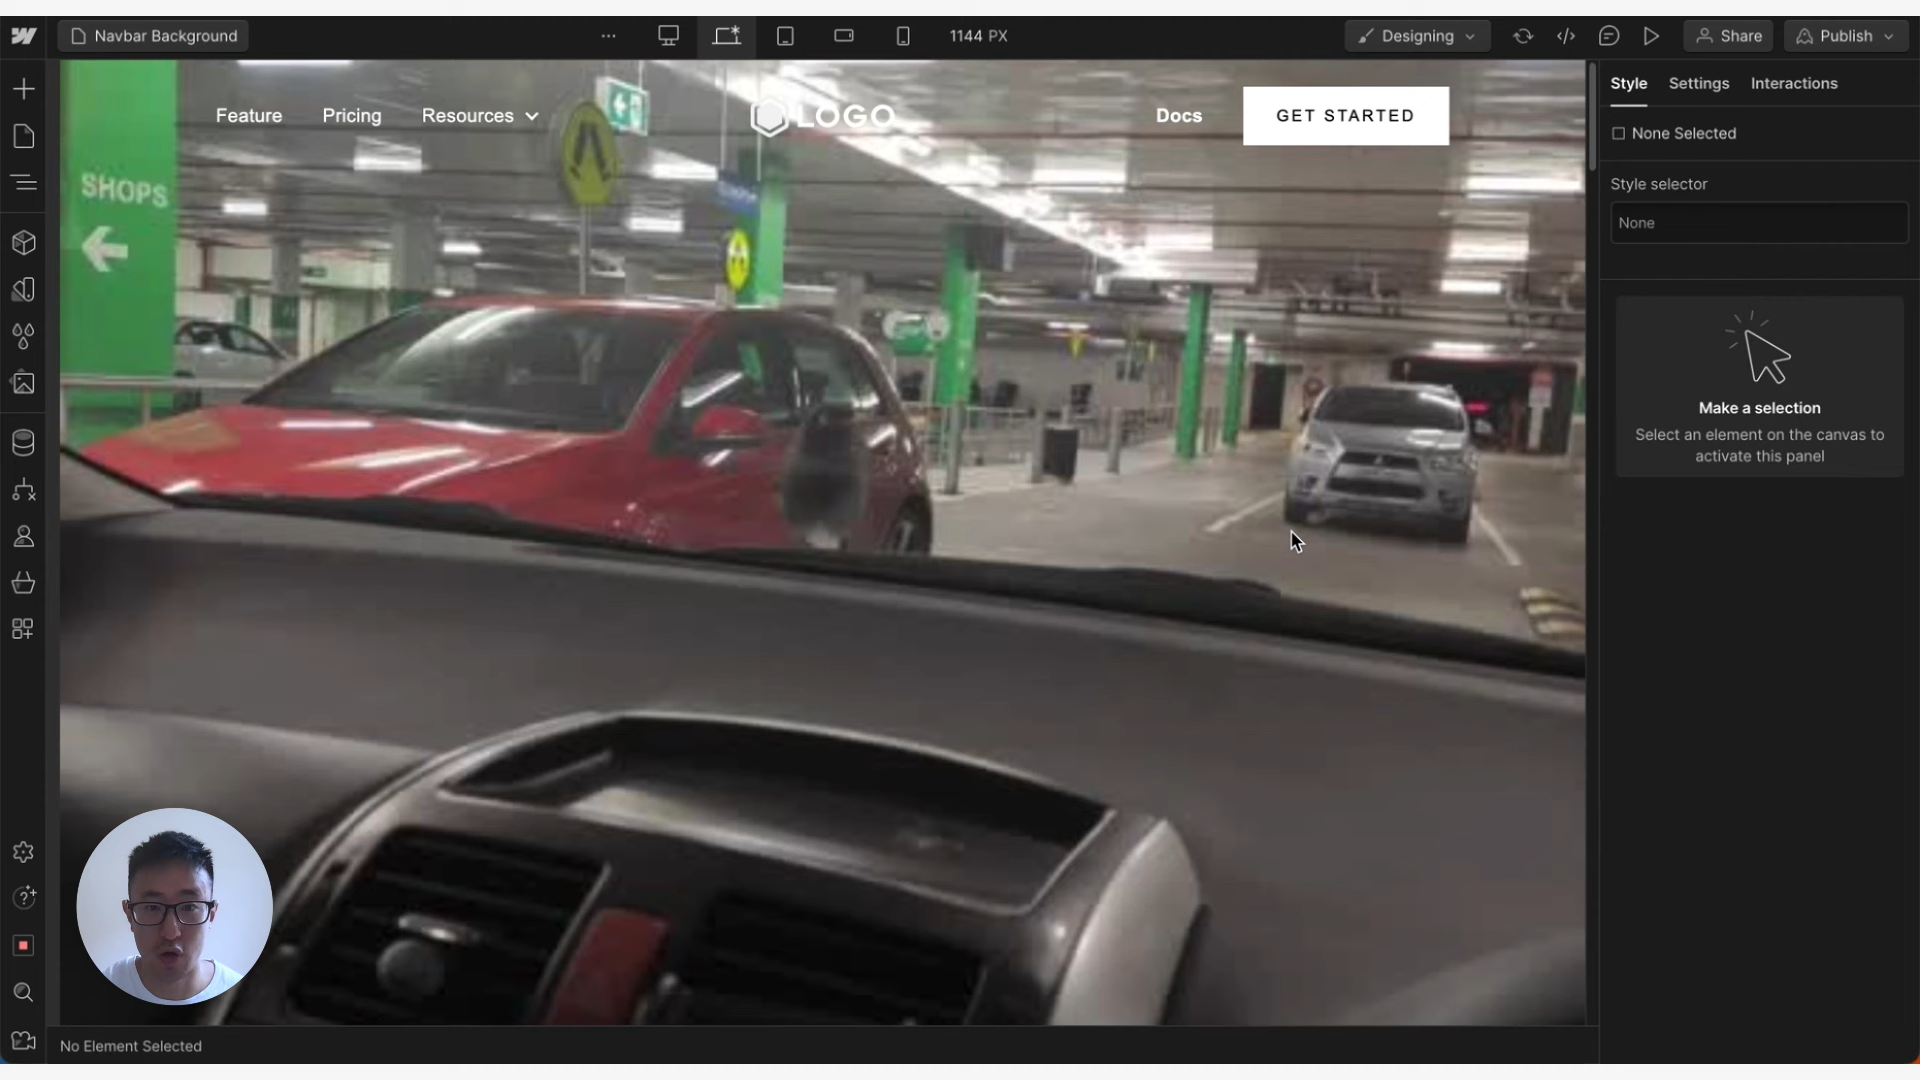 Navbar Background
1144 PX
Designing
Share
Publish
Feature
Pricing
Resources
LOGO
Docs
GET STARTED
SHOPS
Style
Settings
Interactions
None Selected
Style selector
None
Make a selection
Select an element on the canvas to
activate this panel
No Element Selected